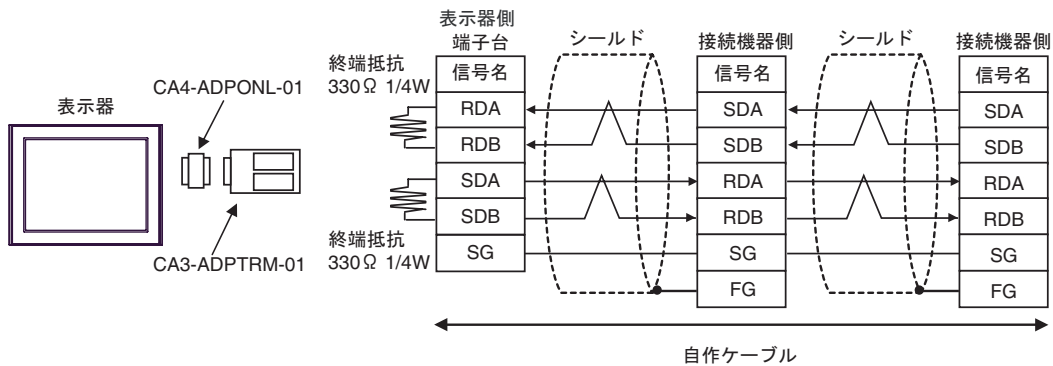 表示器
CA4-ADPONL-01
CA3-ADPTRM-01
終端抵抗
330Ω 1/4W
終端抵抗
330Ω 1/4W
表示器側
端子台
信号名
RDA
RDB
SDA
SDB
SG
シールド
接続機器側
信号名
SDA
SDB
RDA
RDB
SG
FG
シールド
接続機器側
信号名
SDA
SDB
RDA
RDB
SG
FG
自作ケーブル